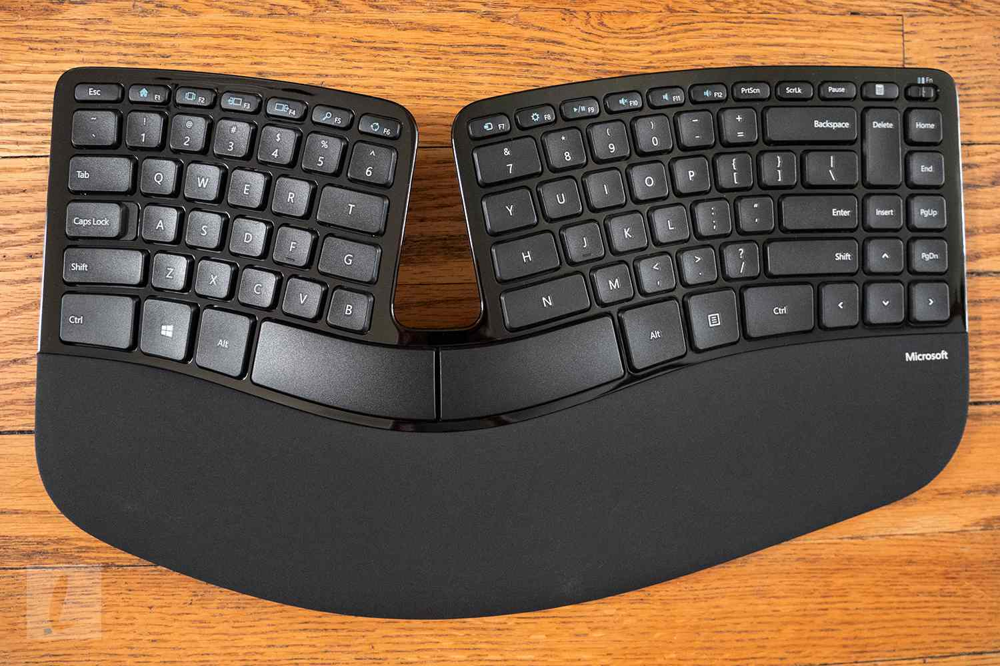 Esc F1 F2 F3 F4 F5 F6 F7 F8 F9 F10 F11 F12 PrtScn ScrLk Pause Fn
~ ` ! 1 @ 2 # 3 $ 4 % 5 ^ 6 & 7 * 8 ( 9 ) 0 - - + = Backspace Delete Home
Tab Q W E R T Y U I O P { [ } ] | \ End
Caps Lock A S D F G H J K L : ; " ' Enter Insert PgUp
Shift Z X C V B N M < , > . ? / Shift ^ PgDn
Ctrl Alt Alt Ctrl < v >
Microsoft
L